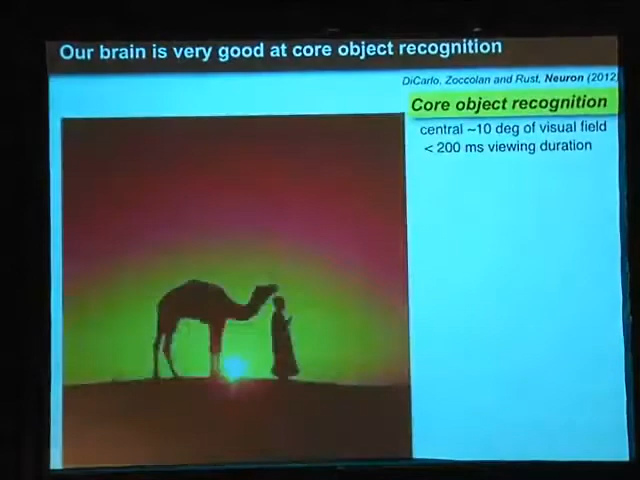 Our brain is very good at core object recognition
DiCarlo, Zoccolan and Rust, Neuron (2012
Core object recognition
central ~10 deg of visual field
< 200 ms viewing duration